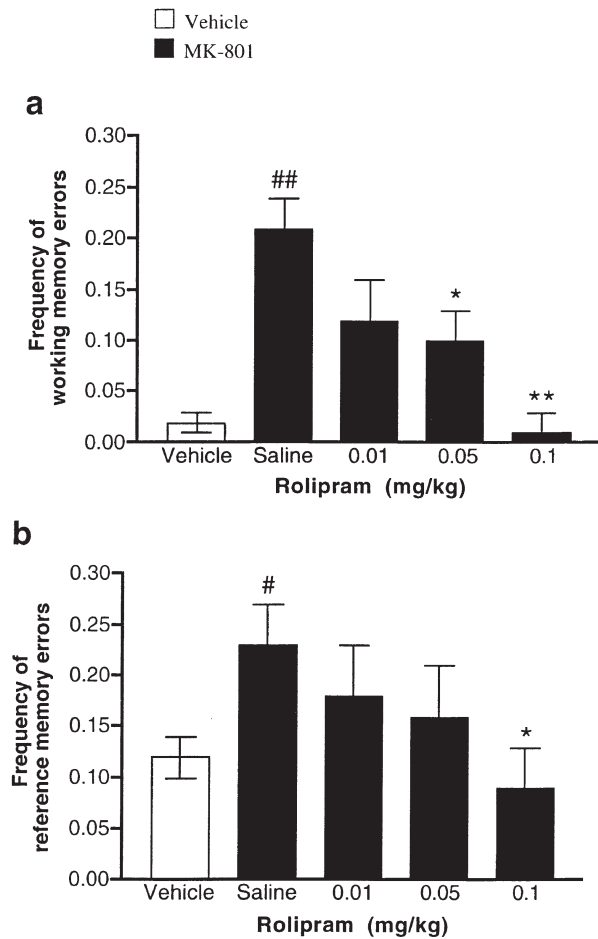 Vehicle
MK-801
a
Frequency of
working memory errors
0.30
0.25
0.20
0.15
0.10
0.05
0.00
##
*
**
Vehicle Saline 0.01 0.05 0.1
Rolipram (mg/kg)
b
Frequency of
reference memory errors
0.30
0.25
0.20
0.15
0.10
0.05
0.00
#
*
Vehicle Saline 0.01 0.05 0.1
Rolipram (mg/kg)